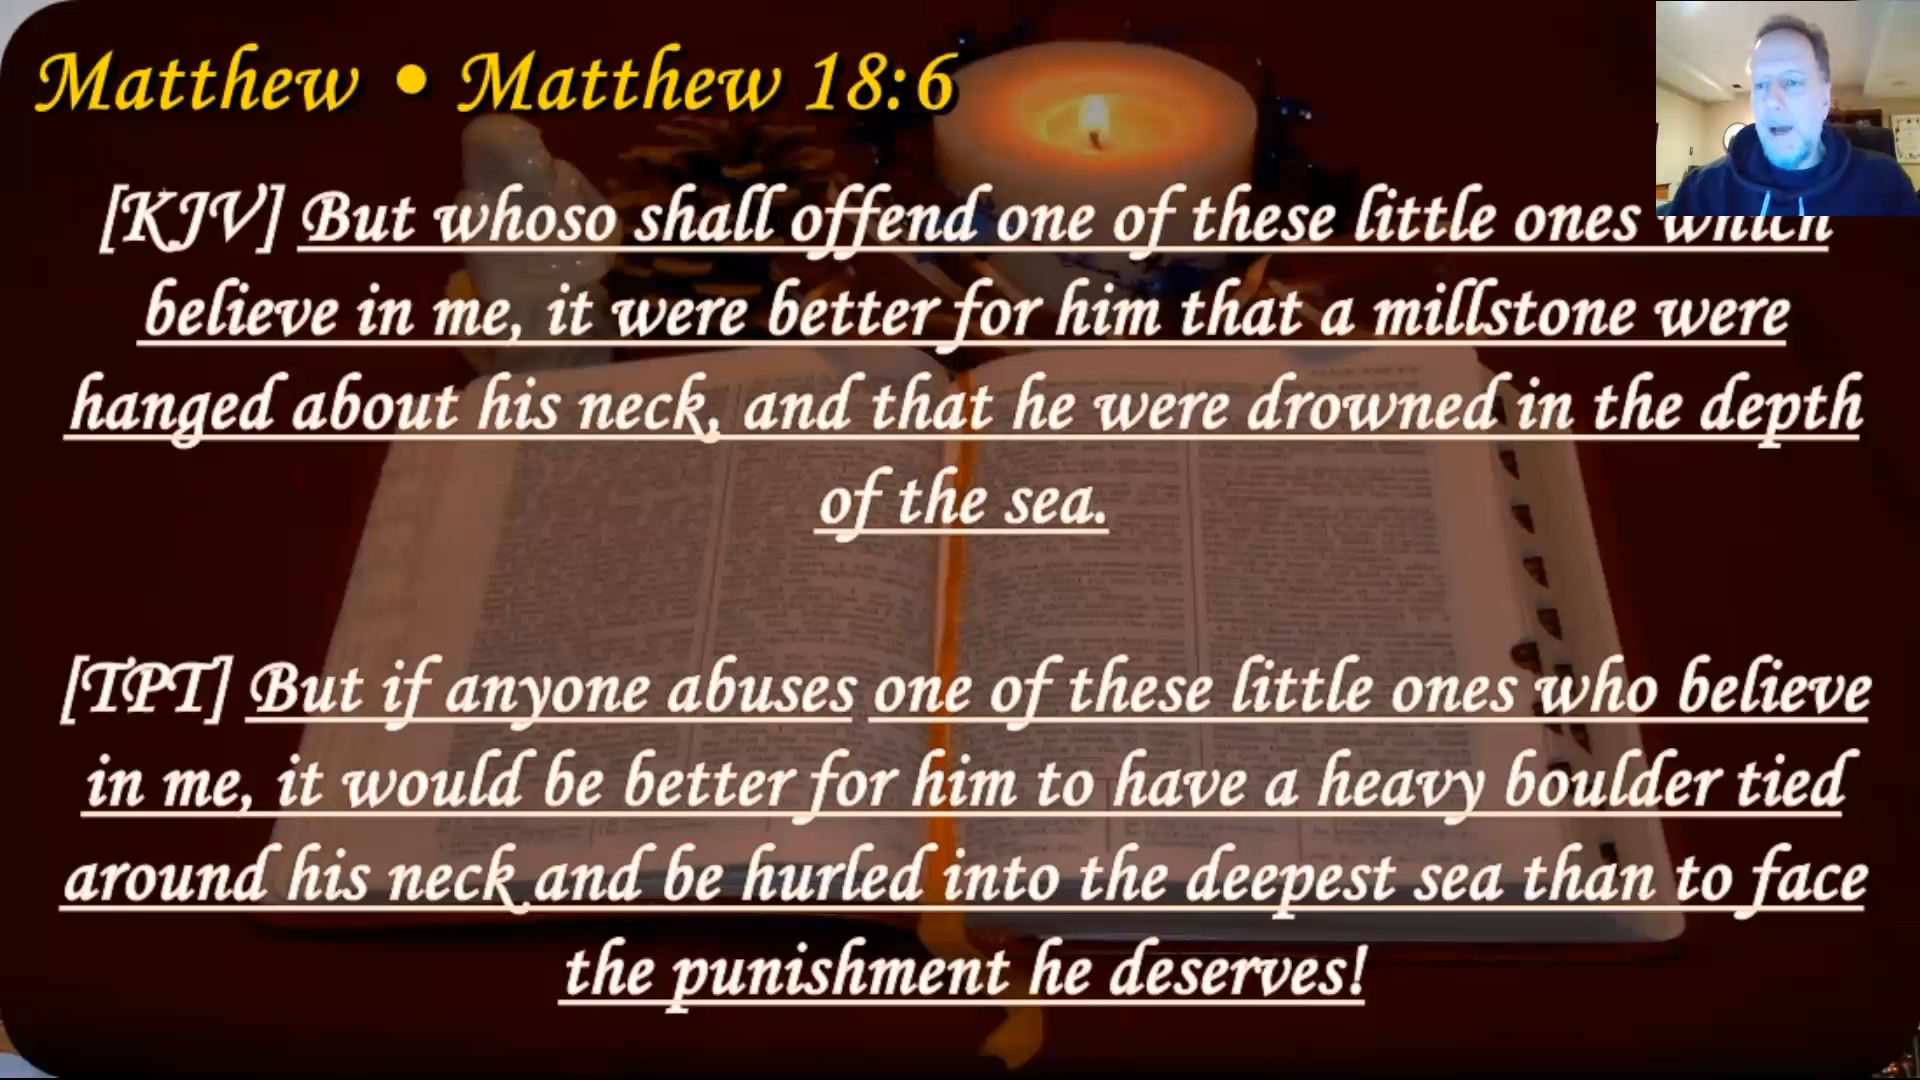 Matthew • Matthew 18:6
[KJV] But whoso shall offend one of these little ones which
believe in me, it were better for him that a millstone were
hanged about his neck, and that he were drowned in the depth
of the sea.
[TPT] But if anyone abuses one of these little ones who believe
in me, it would be better for him to have a heavy boulder tied
around his neck and be hurled into the deepest sea than to face
the punishment he deserves!